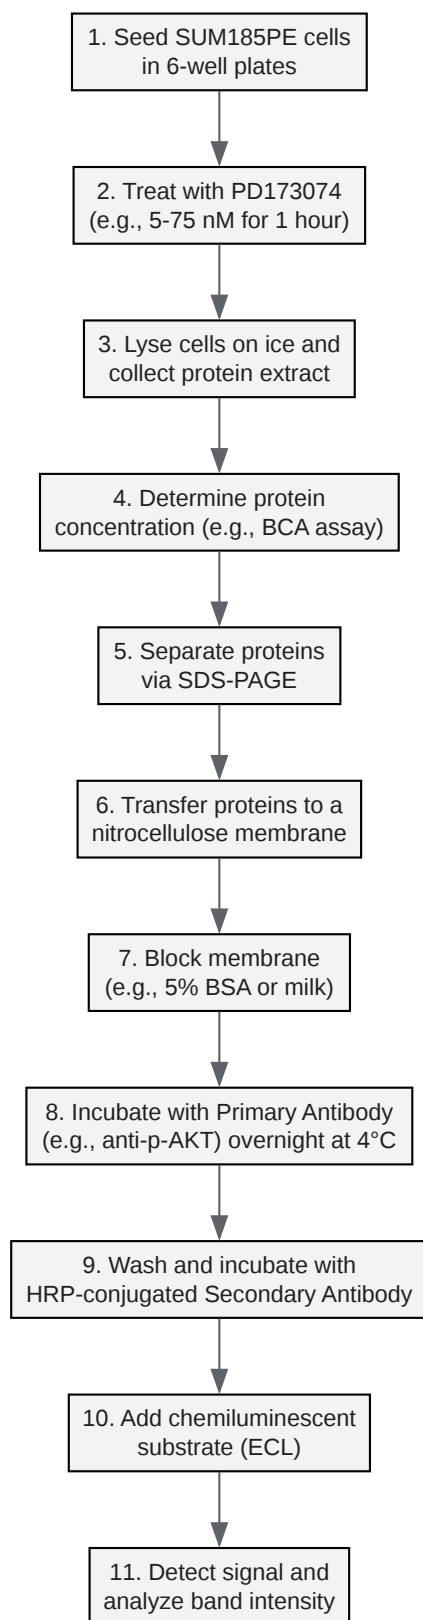 1. Seed SUM185PE cells
in 6-well plates
2. Treat with PD173074
(e.g., 5-75 nM for 1 hour)
3. Lyse cells on ice and
collect protein extract
4. Determine protein
concentration (e.g., BCA assay)
5. Separate proteins
via SDS-PAGE
6. Transfer proteins to a
nitrocellulose membrane
7. Block membrane
(e.g., 5% BSA or milk)
8. Incubate with Primary Antibody
(e.g., anti-p-AKT) overnight at 4°C
9. Wash and incubate with
HRP-conjugated Secondary Antibody
10. Add chemiluminescent
substrate (ECL)
11. Detect signal and
analyze band intensity